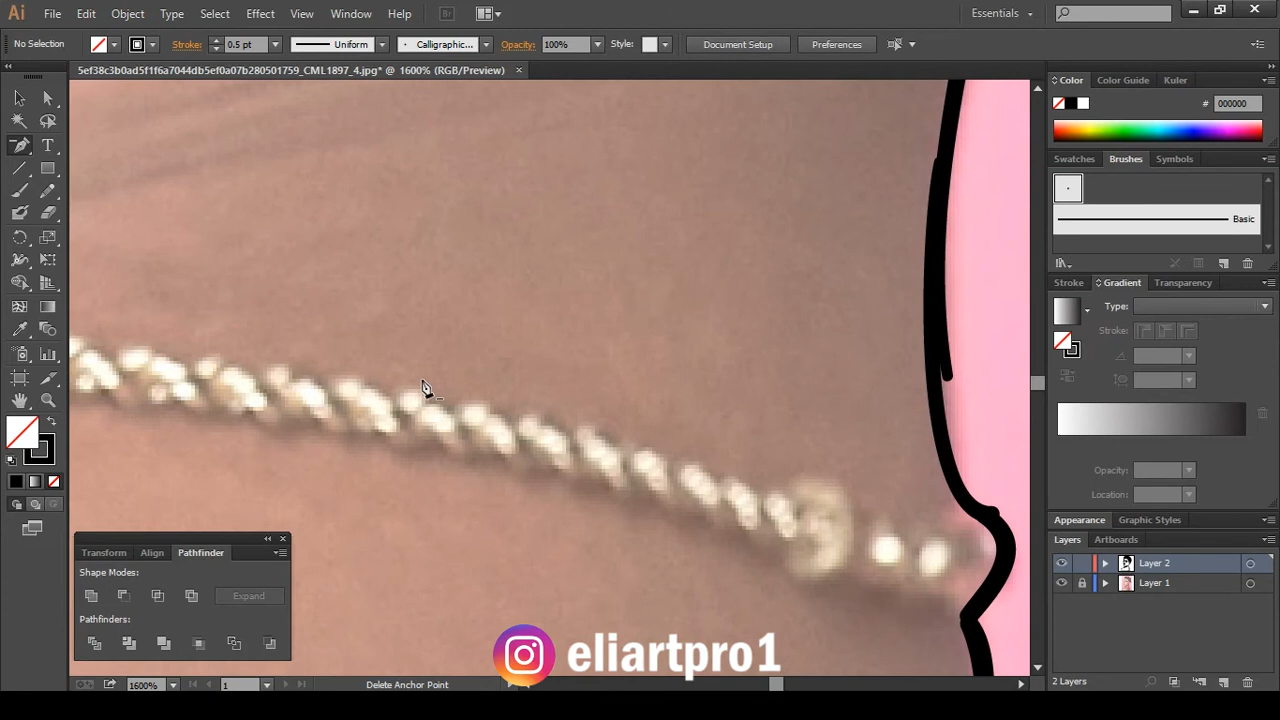 Ai File Edit Object Type Select Effect View Window Help Br Essentials
No Selection Stroke: 0.5 pt Uniform Calligraphic... Opacity: 100% Style: Document Setup Preferences
5ef38c3b0ad5f1f6a7044db5ef0a07b280501759_CML1897_4.jpg* @ 1600% (RGB/Preview)
Color Color Guide Kuler
# 000000
Swatches Brushes Symbols
Basic
Stroke Gradient Transparency
Type:
Stroke:
Opacity:
Location:
Appearance Graphic Styles
Layers Artboards
Layer 2
Layer 1
2 Layers
Transform Align Pathfinder
Shape Modes:
Expand
Pathfinders:
eliartpro1
1600% 1 Delete Anchor Point